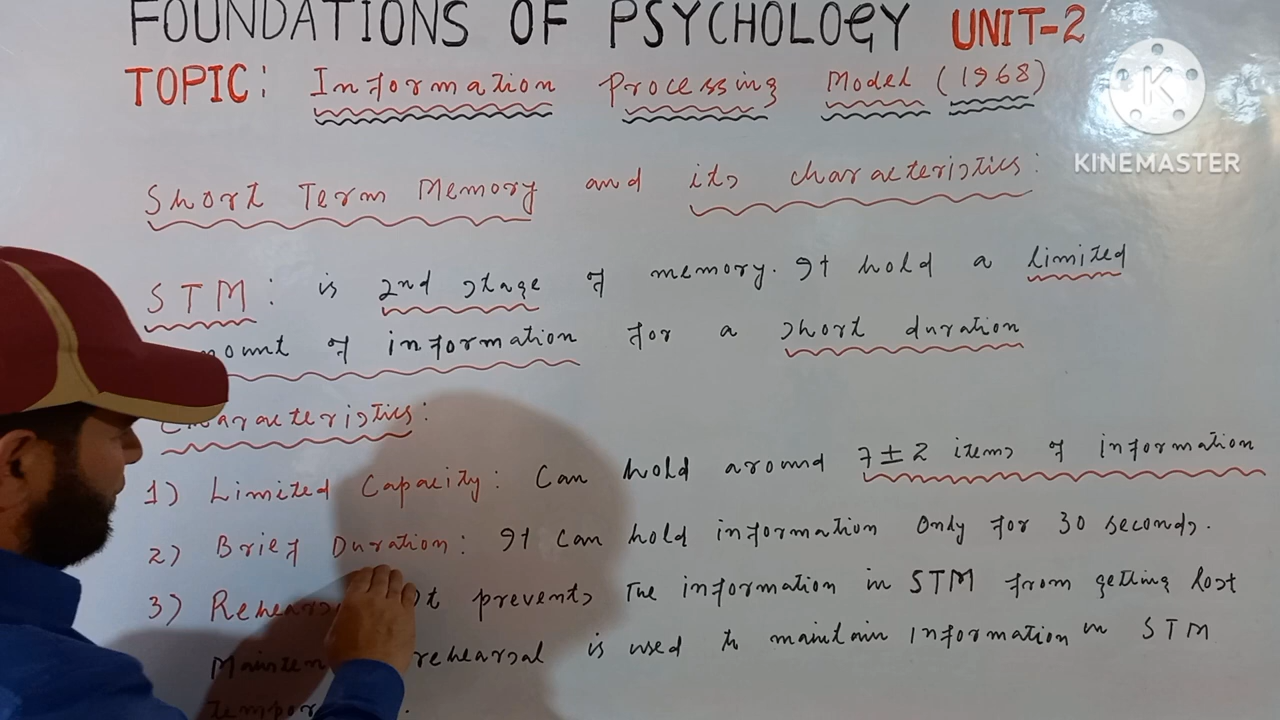 FOUNDATIONS OF PSYCHOLOGY UNIT-2
TOPIC: Information Processing Model (1968)
KINEMASTER
Short Term Memory and its characteristics:
STM: is 2nd stage of memory. It hold a limited
mount of information for a short duration
Characteristics:
1) Limited Capacity: Can hold around 7±2 items of information
2) Brief Duration: It can hold information Only for 30 seconds.
3) prevents The information in STM from getting lost
rehearsal is used to maintain Information in STM